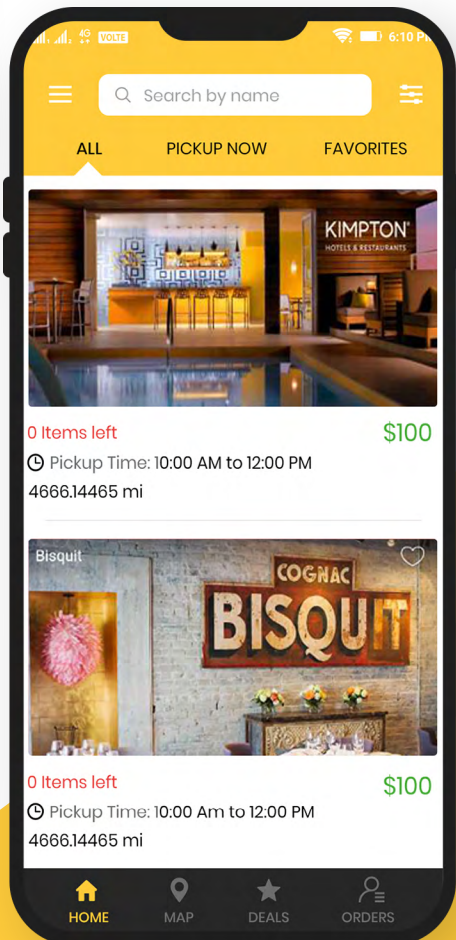 4G VOLTE
6:10 P
Search by name
ALL PICKUP NOW FAVORITES
KIMPTON
HOTELS & RESTAURANTS
0 Items left $100
Pickup Time: 10:00 AM to 12:00 PM
4666.14465 mi
Bisquit
COGNAC
BISQUIT
0 Items left $100
Pickup Time: 10:00 Am to 12:00 PM
4666.14465 mi
HOME MAP DEALS ORDERS